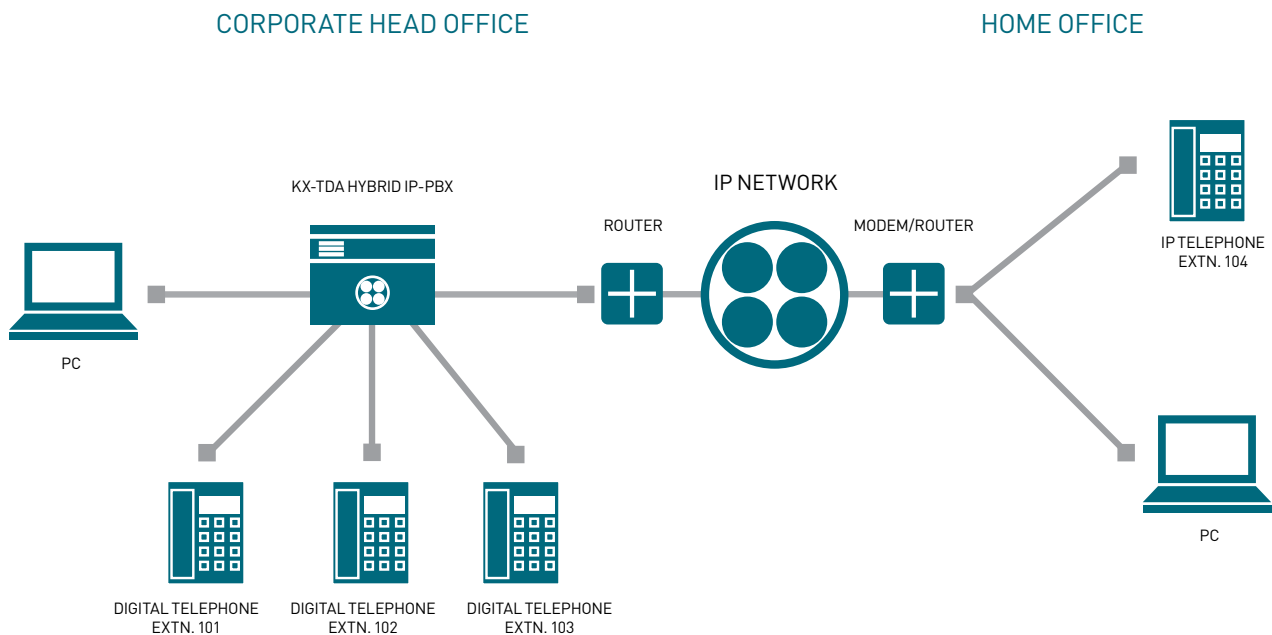 CORPORATE HEAD OFFICE
HOME OFFICE
KX-TDA HYBRID IP-PBX
ROUTER
IP NETWORK
MODEM/ROUTER
IP TELEPHONE
EXTN. 104
PC
PC
DIGITAL TELEPHONE
EXTN. 101
DIGITAL TELEPHONE
EXTN. 102
DIGITAL TELEPHONE
EXTN. 103